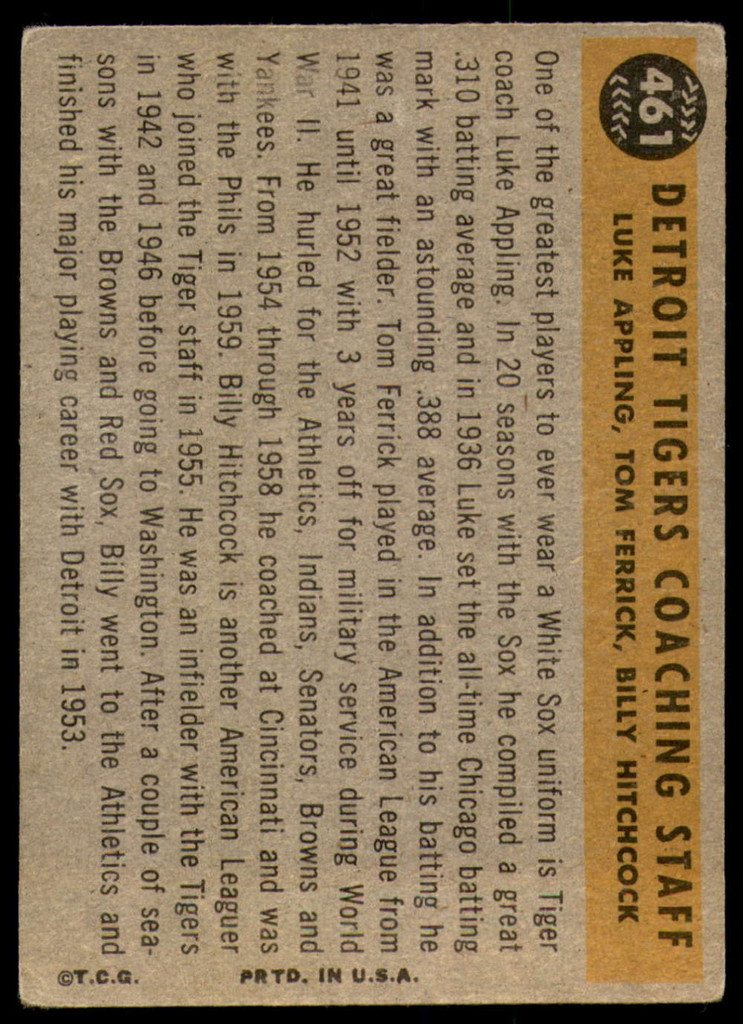 461
DETROIT TIGERS COACHING STAFF
LUKE APPLING, TOM FERRICK, BILLY HITCHCOCK
One of the greatest players to ever wear a White Sox uniform is Tiger
coach Luke Appling. In 20 seasons with the Sox he compiled a great
.310 batting average and in 1936 Luke set the all-time Chicago batting
mark with an astounding .388 average. In addition to his batting he
was a great fielder. Tom Ferrick played in the American League from
1941 until 1952 with 3 years off for military service during World
War II. He hurled for the Athletics, Indians, Senators, Browns and
Yankees. From 1954 through 1958 he coached at Cincinnati and was
with the Phils in 1959. Billy Hitchcock is another American Leaguer
who joined the Tiger staff in 1955. He was an infielder with the Tigers
in 1942 and 1946 before going to Washington. After a couple of sea-
sons with the Browns and Red Sox, Billy went to the Athletics and
finished his major playing career with Detroit in 1953.
©T.C.G. PRTD. IN U.S.A.